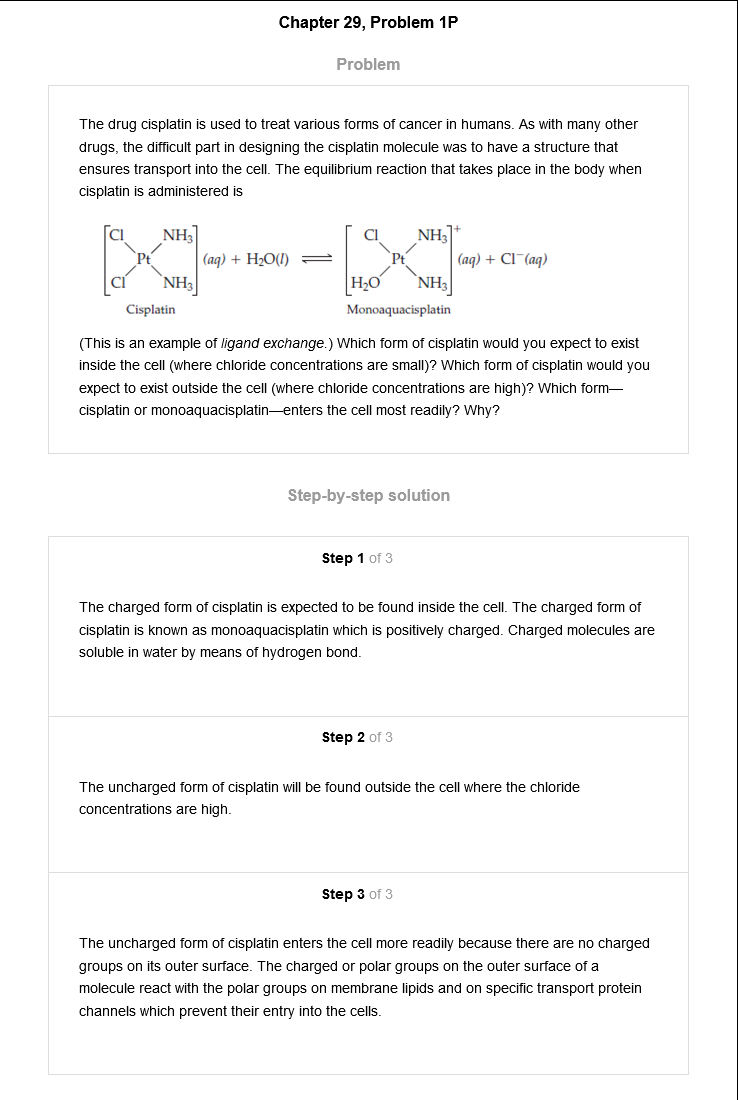 Chapter 29, Problem 1P
Problem
The drug cisplatin is used to treat various forms of cancer in humans. As with many other
drugs, the difficult part in designing the cisplatin molecule was to have a structure that
ensures transport into the cell. The equilibrium reaction that takes place in the body when
cisplatin is administered is
[Cl NH₃] [Cl NH₃]⁺
Pt (aq) + H₂O(l) ⇌ Pt (aq) + Cl⁻(aq)
[Cl NH₃] [H₂O NH₃]
Cisplatin Monoaquacisplatin
(This is an example of ligand exchange.) Which form of cisplatin would you expect to exist
inside the cell (where chloride concentrations are small)? Which form of cisplatin would you
expect to exist outside the cell (where chloride concentrations are high)? Which form—
cisplatin or monoaquacisplatin—enters the cell most readily? Why?
Step-by-step solution
Step 1 of 3
The charged form of cisplatin is expected to be found inside the cell. The charged form of
cisplatin is known as monoaquacisplatin which is positively charged. Charged molecules are
soluble in water by means of hydrogen bond.
Step 2 of 3
The uncharged form of cisplatin will be found outside the cell where the chloride
concentrations are high.
Step 3 of 3
The uncharged form of cisplatin enters the cell more readily because there are no charged
groups on its outer surface. The charged or polar groups on the outer surface of a
molecule react with the polar groups on membrane lipids and on specific transport protein
channels which prevent their entry into the cells.